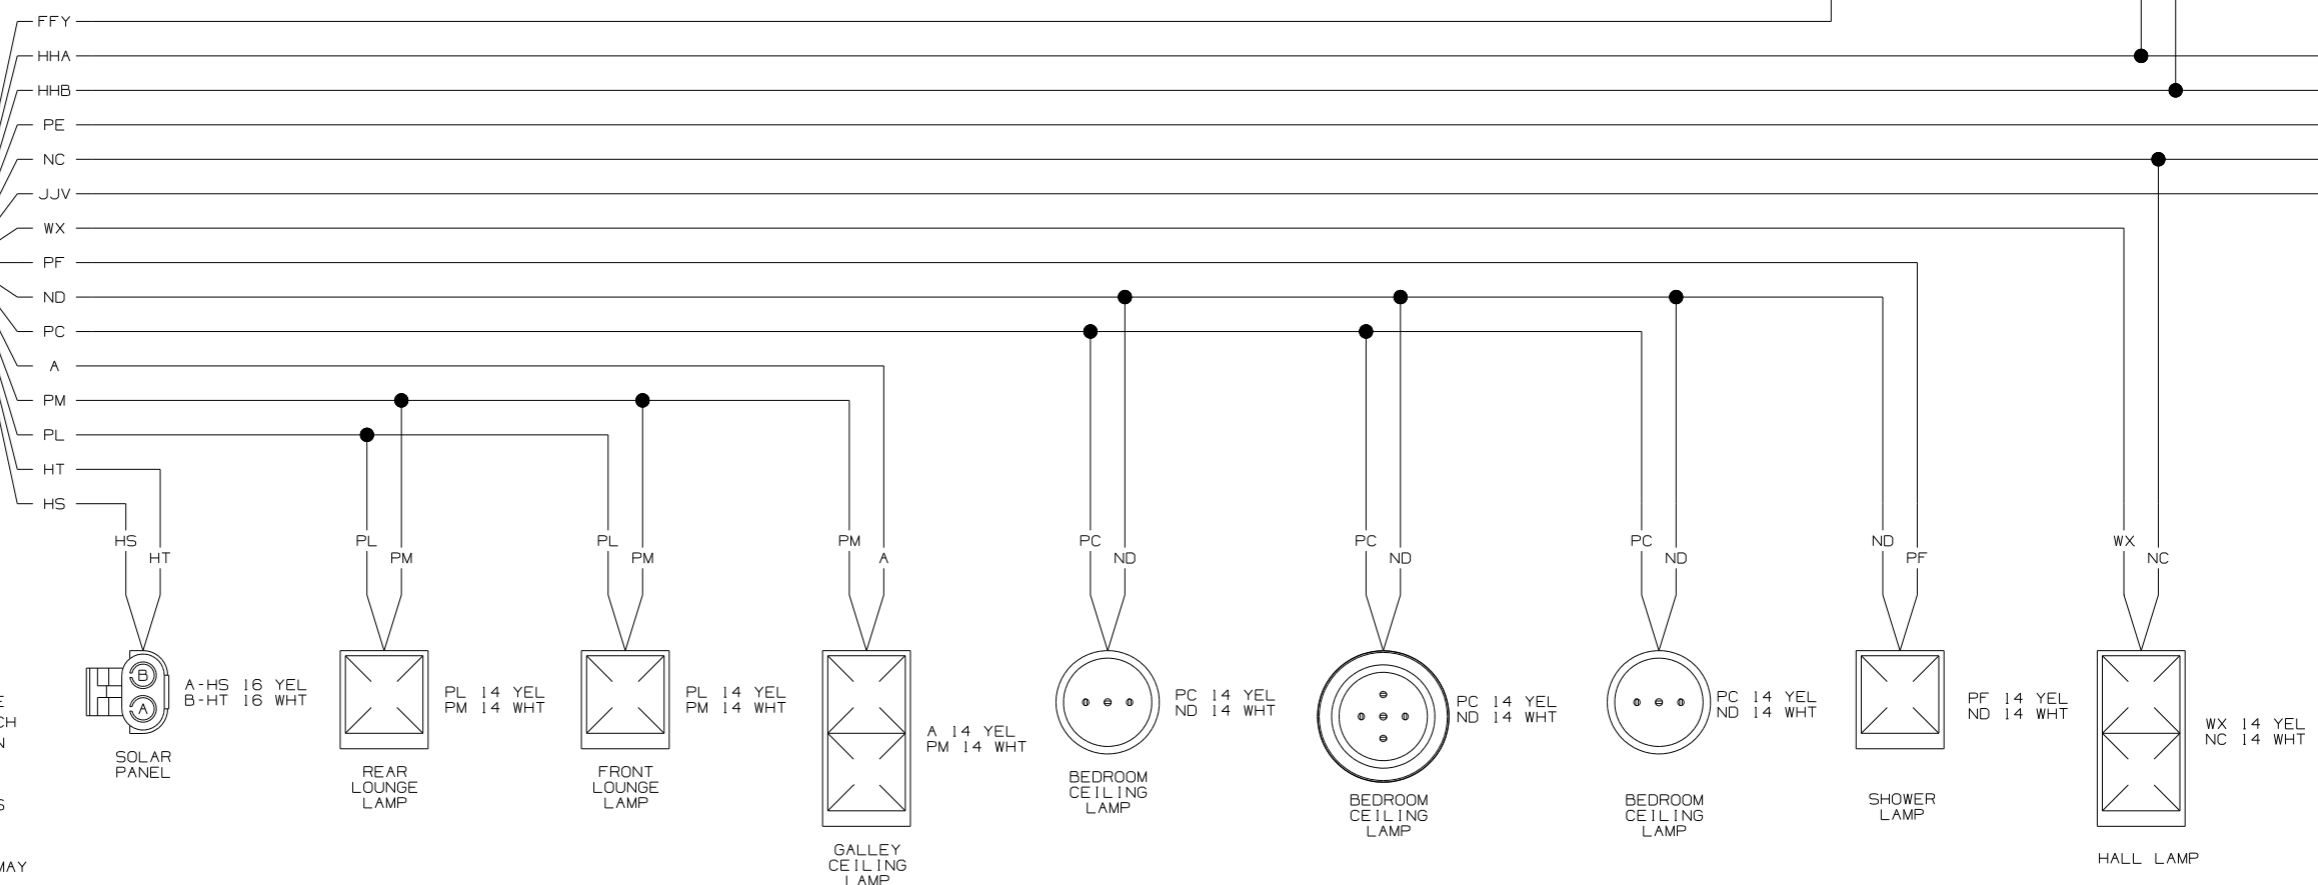 FFY
HHA
HHB
PE
NC
JJV
WX
PF
ND
PC
A
PM
PL
HT
HS
HS
HT
PL
PM
PL
PM
PM
A
PC
ND
PC
ND
PC
ND
ND
PF
WX
NC
B
A
A-HS 16 YEL
B-HT 16 WHT
SOLAR
PANEL
PL 14 YEL
PM 14 WHT
REAR
LOUNGE
LAMP
PL 14 YEL
PM 14 WHT
FRONT
LOUNGE
LAMP
A 14 YEL
PM 14 WHT
GALLEY
CEILING
LAMP
PC 14 YEL
ND 14 WHT
BEDROOM
CEILING
LAMP
PC 14 YEL
ND 14 WHT
BEDROOM
CEILING
LAMP
PC 14 YEL
ND 14 WHT
BEDROOM
CEILING
LAMP
PF 14 YEL
ND 14 WHT
SHOWER
LAMP
WX 14 YEL
NC 14 WHT
HALL LAMP
MAY